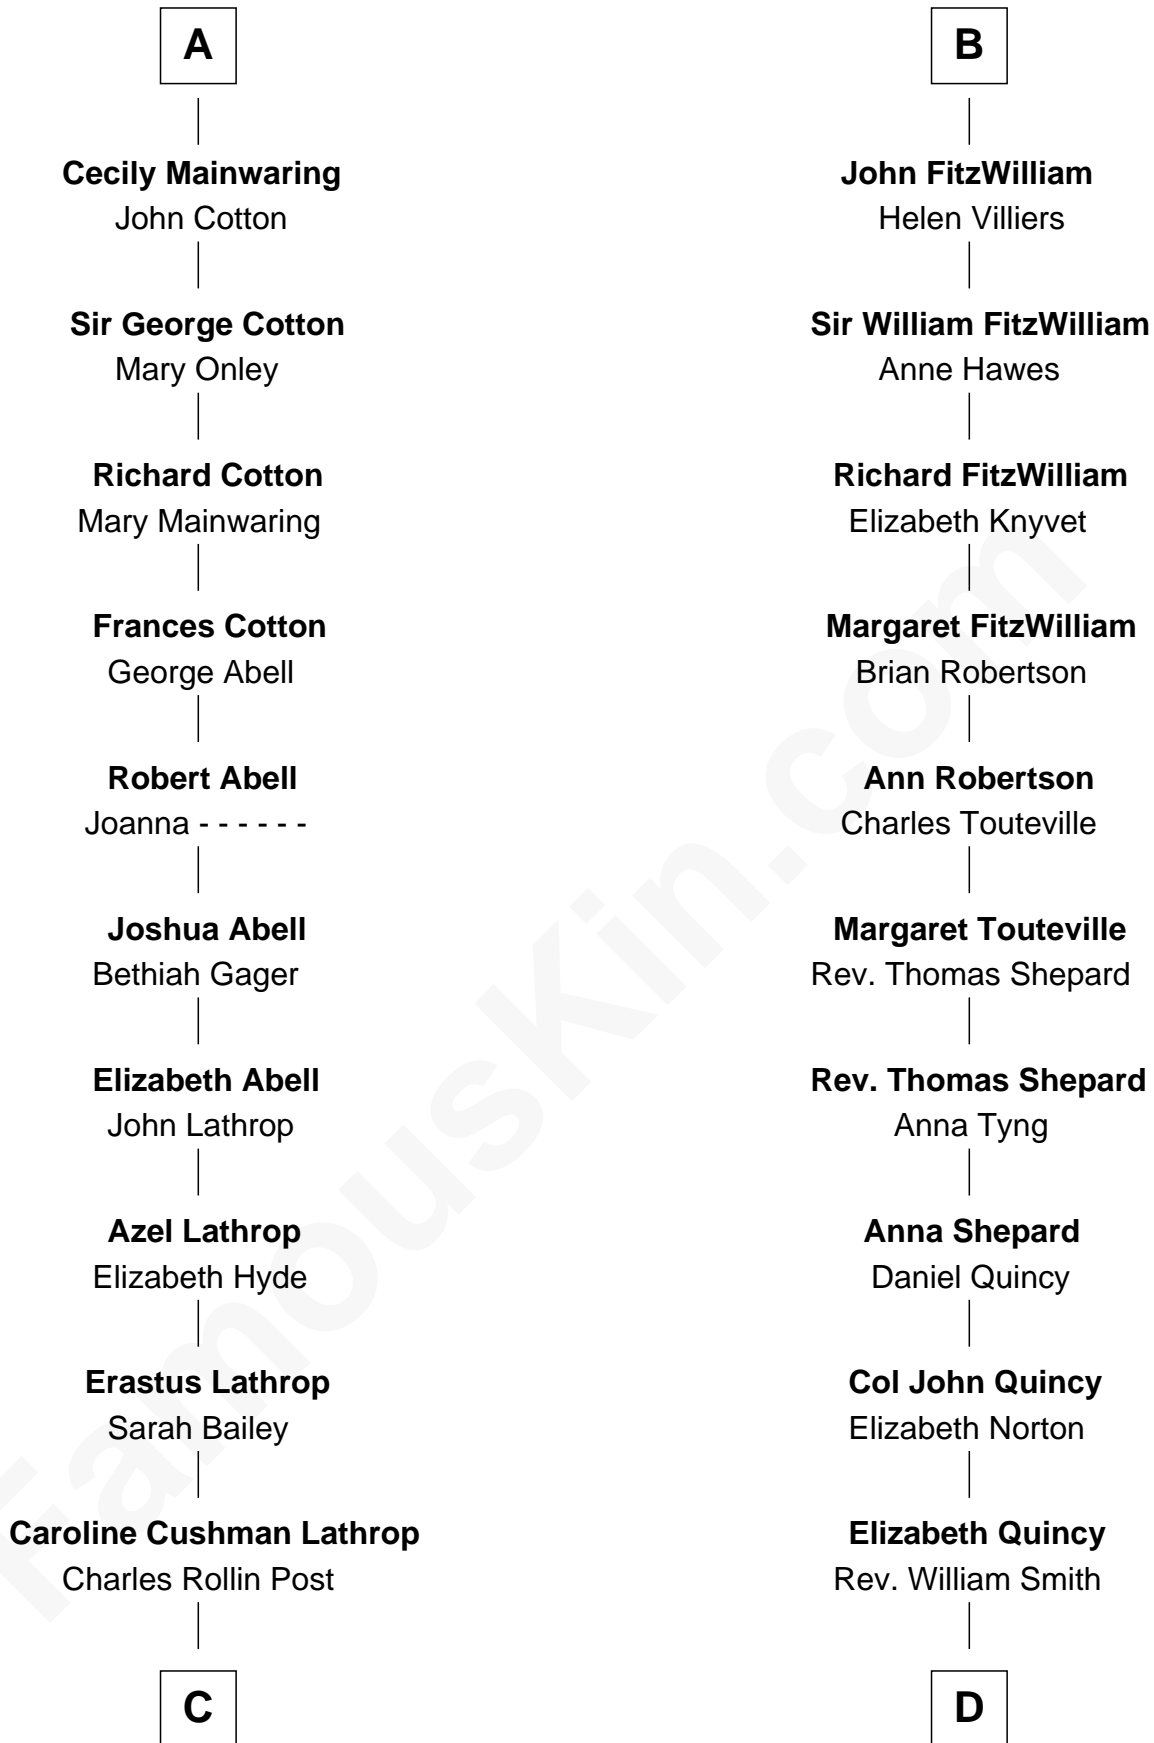 A
Cecily Mainwaring
John Cotton
Sir George Cotton
Mary Onley
Richard Cotton
Mary Mainwaring
Frances Cotton
George Abell
Robert Abell
Joanna - - - - - -
Joshua Abell
Bethiah Gager
Elizabeth Abell
John Lathrop
Azel Lathrop
Elizabeth Hyde
Erastus Lathrop
Sarah Bailey
Caroline Cushman Lathrop
Charles Rollin Post
C
B
John FitzWilliam
Helen Villiers
Sir William FitzWilliam
Anne Hawes
Richard FitzWilliam
Elizabeth Knyvet
Margaret FitzWilliam
Brian Robertson
Ann Robertson
Charles Touteville
Margaret Touteville
Rev. Thomas Shepard
Rev. Thomas Shepard
Anna Tyng
Anna Shepard
Daniel Quincy
Col John Quincy
Elizabeth Norton
Elizabeth Quincy
Rev. William Smith
D
FamousKin.com